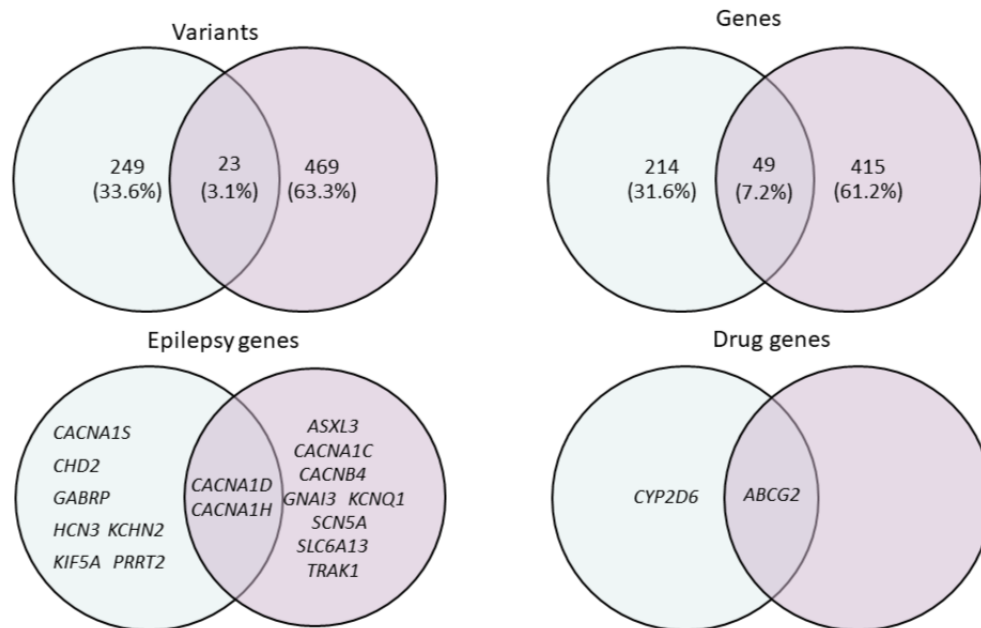 Variants
249
(33.6%)
23
(3.1%)
469
(63.3%)
Genes
214
(31.6%)
49
(7.2%)
415
(61.2%)
Epilepsy genes
CACNA1S
CHD2
GABRP
HCN3 KCHN2
KIF5A PRRT2
CACNA1D
CACNA1H
ASXL3
CACNA1C
CACNB4
GNAI3 KCNQ1
SCN5A
SLC6A13
TRAK1
Drug genes
CYP2D6
ABCG2